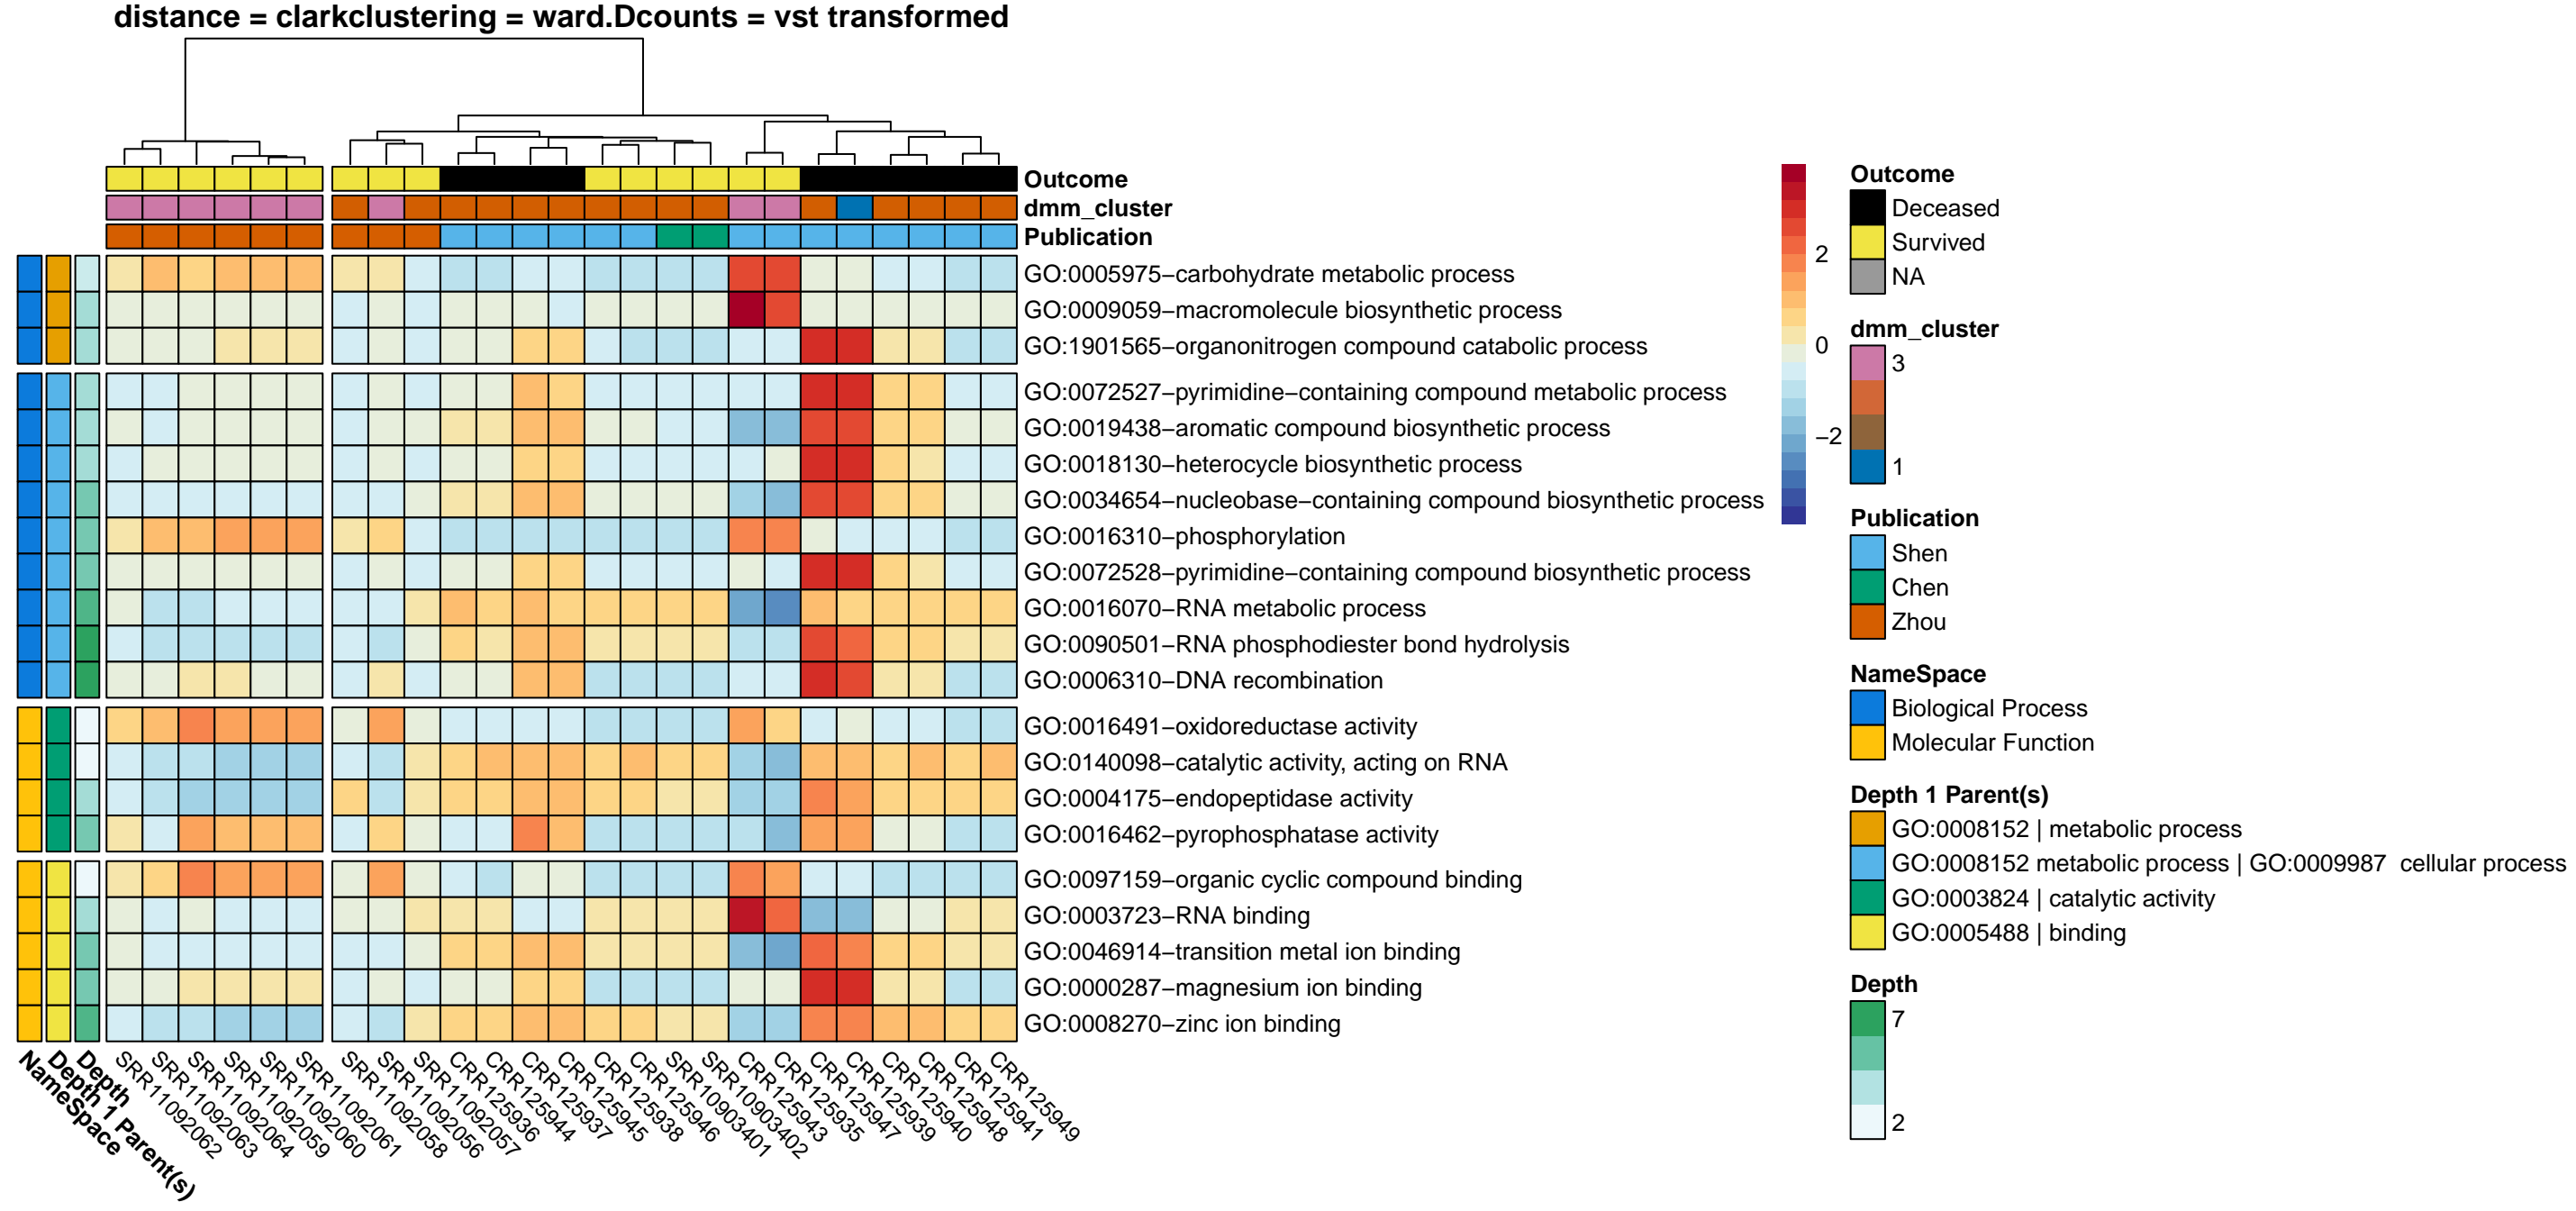 distance = clarkclustering = ward.Dcounts = vst transformed
Outcome
dmm_cluster
Publication
GO:0005975−carbohydrate metabolic process
GO:0009059−macromolecule biosynthetic process
GO:1901565−organonitrogen compound catabolic process
GO:0072527−pyrimidine−containing compound metabolic process
GO:0019438−aromatic compound biosynthetic process
GO:0018130−heterocycle biosynthetic process
GO:0034654−nucleobase−containing compound biosynthetic process
GO:0016310−phosphorylation
GO:0072528−pyrimidine−containing compound biosynthetic process
GO:0016070−RNA metabolic process
GO:0090501−RNA phosphodiester bond hydrolysis
GO:0006310−DNA recombination
GO:0016491−oxidoreductase activity
GO:0140098−catalytic activity, acting on RNA
GO:0004175−endopeptidase activity
GO:0016462−pyrophosphatase activity
GO:0097159−organic cyclic compound binding
GO:0003723−RNA binding
GO:0046914−transition metal ion binding
GO:0000287−magnesium ion binding
GO:0008270−zinc ion binding
NameSpace
Depth 1 Parent(s)
Depth
SRR11092062
SRR11092063
SRR11092064
SRR11092059
SRR11092060
SRR11092061
SRR11092058
SRR11092056
SRR11092057
CRR125936
CRR125944
CRR125937
CRR125945
CRR125938
CRR125946
SRR10903401
SRR10903402
CRR125943
CRR125935
CRR125947
CRR125939
CRR125940
CRR125948
CRR125941
CRR125949
2
0
−2
Outcome
Deceased
Survived
NA
dmm_cluster
3
1
Publication
Shen
Chen
Zhou
NameSpace
Biological Process
Molecular Function
Depth 1 Parent(s)
GO:0008152 | metabolic process
GO:0008152 metabolic process | GO:0009987 cellular process
GO:0003824 | catalytic activity
GO:0005488 | binding
Depth
7
2